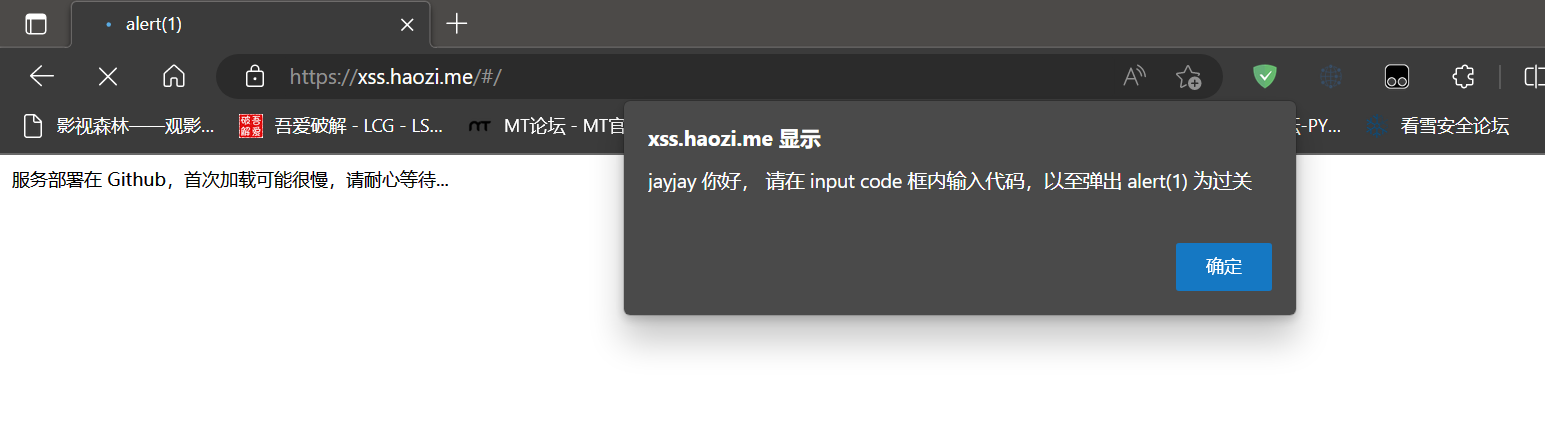 alert(1)
https://xss.haozi.me/#/
影视森林——观影...
吾爱破解 - LCG - LS...
MT论坛 - MT官
坛-PY...
看雪安全论坛
xss.haozi.me 显示
jayjay 你好， 请在 input code 框内输入代码，以至弹出 alert(1) 为过关
确定
服务部署在 Github，首次加载可能很慢，请耐心等待...